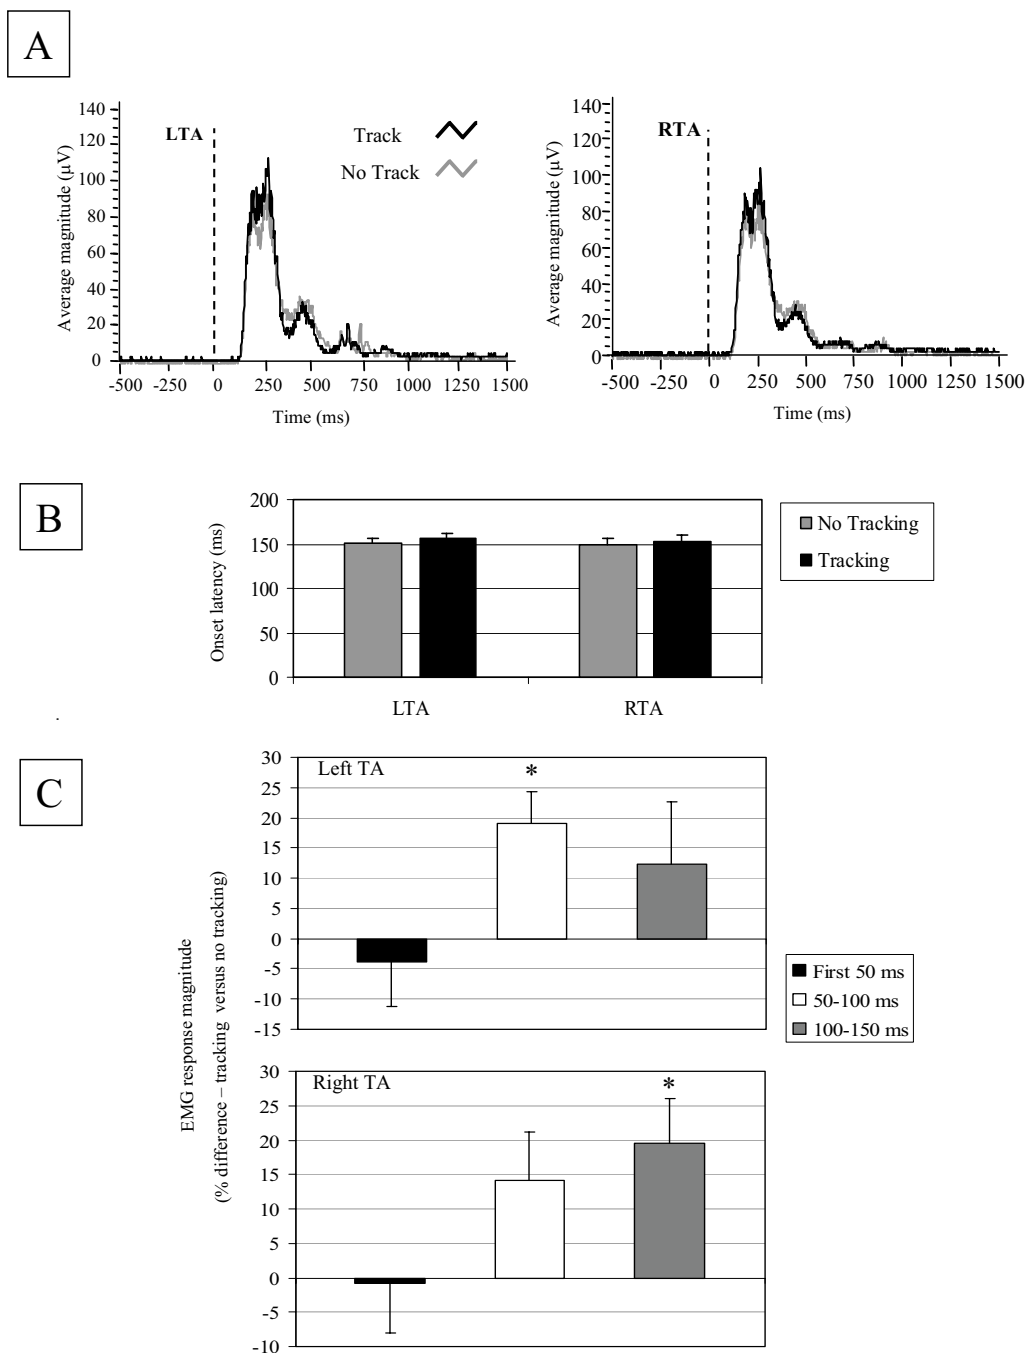 A
LTA
Track
No Track
Average magnitude (μV)
140
120
100
80
60
40
20
0
-500 -250 0 250 500 750 1000 1250 1500
Time (ms)
RTA
Average magnitude (μV)
140
120
100
80
60
40
20
0
-500 -250 0 250 500 750 1000 1250 1500
Time (ms)
B
Onset latency (ms)
200
150
100
50
0
LTA RTA
No Tracking
Tracking
C
EMG response magnitude
(% difference – tracking versus no tracking)
Left TA
*
30
25
20
15
10
5
0
-5
-10
-15
First 50 ms
50-100 ms
100-150 ms
Right TA
*
30
25
20
15
10
5
0
-5
-10